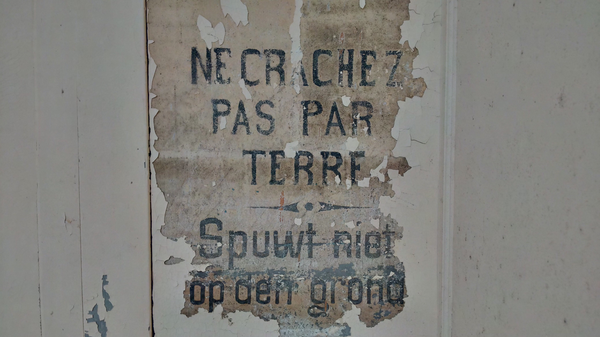 NE CRACHEZ
PAS PAR
TERRE
Spuwt niet
op den grond